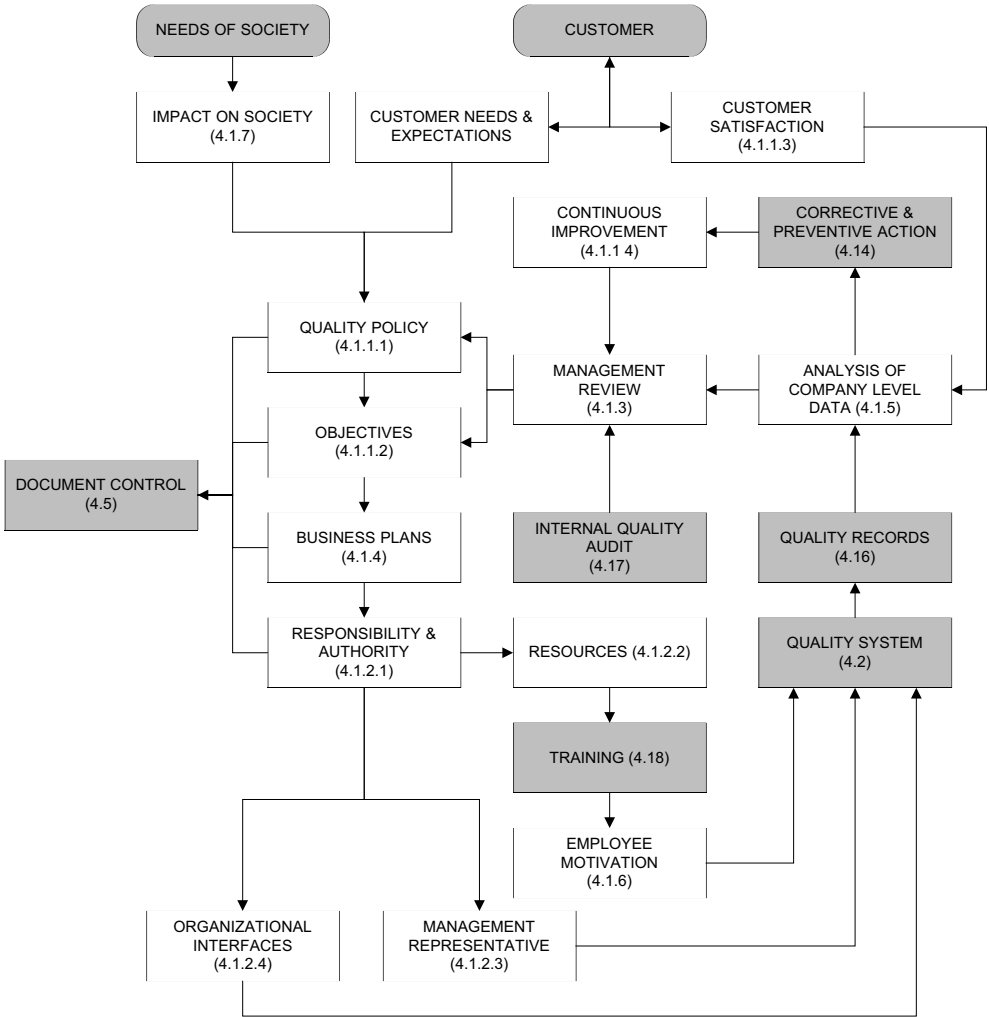 NEEDS OF SOCIETY
CUSTOMER
IMPACT ON SOCIETY
(4.1.7)
CUSTOMER NEEDS &
EXPECTATIONS
CUSTOMER
SATISFACTION
(4.1.1.3)
CONTINUOUS
IMPROVEMENT
(4.1.1 4)
CORRECTIVE &
PREVENTIVE ACTION
(4.14)
QUALITY POLICY
(4.1.1.1)
MANAGEMENT
REVIEW
(4.1.3)
ANALYSIS OF
COMPANY LEVEL
DATA (4.1.5)
OBJECTIVES
(4.1.1.2)
DOCUMENT CONTROL
(4.5)
BUSINESS PLANS
(4.1.4)
INTERNAL QUALITY
AUDIT
(4.17)
QUALITY RECORDS
(4.16)
RESPONSIBILITY &
AUTHORITY
(4.1.2.1)
RESOURCES (4.1.2.2)
QUALITY SYSTEM
(4.2)
TRAINING (4.18)
EMPLOYEE
MOTIVATION
(4.1.6)
ORGANIZATIONAL
INTERFACES
(4.1.2.4)
MANAGEMENT
REPRESENTATIVE
(4.1.2.3)